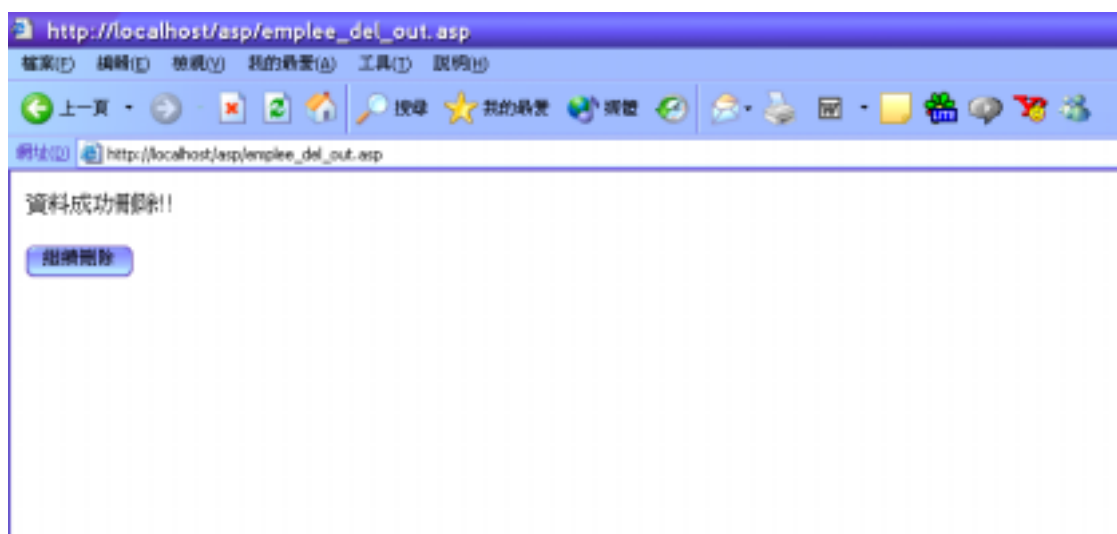 http://localhost/asp/emplee_del_out.asp
檔案(F) 編輯(E) 檢視(V) 我的最愛(A) 工具(T) 說明(H)
上一頁 搜尋 我的最愛 媒體
網址(D) http://localhost/asp/emplee_del_out.asp
資料成功刪除!!
繼續刪除